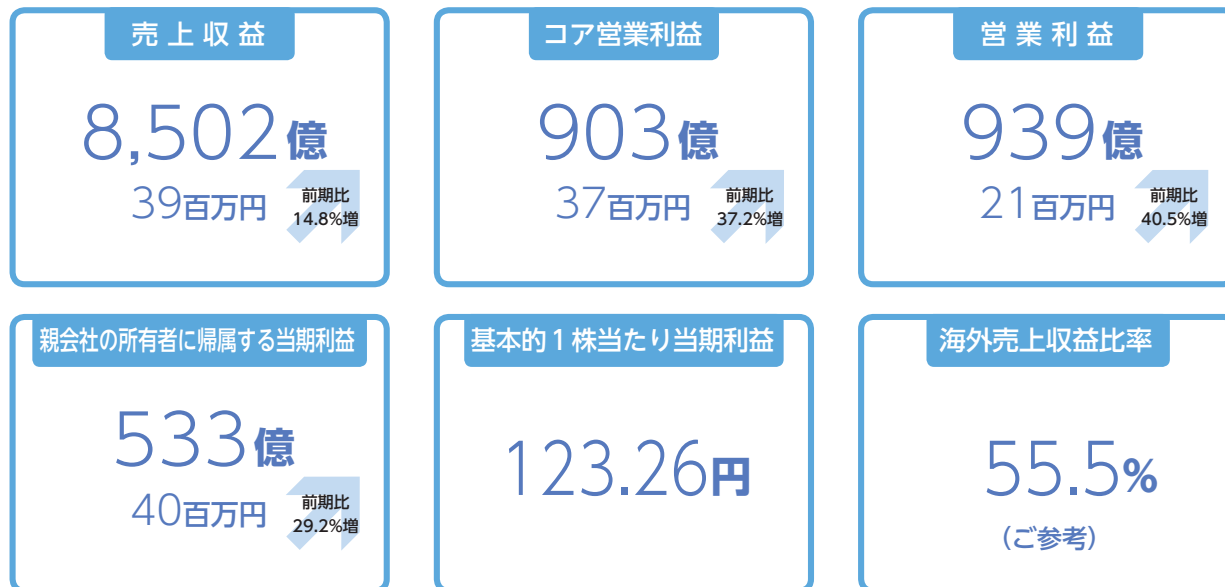 売上収益
8,502億
39百万円
前期比
14.8%増
コア営業利益
903億
37百万円
前期比
37.2%増
営業利益
939億
21百万円
前期比
40.5%増
親会社の所有者に帰属する当期利益
533億
40百万円
前期比
29.2%増
基本的1株当たり当期利益
123.26円
海外売上収益比率
55.5%
（ご参考）